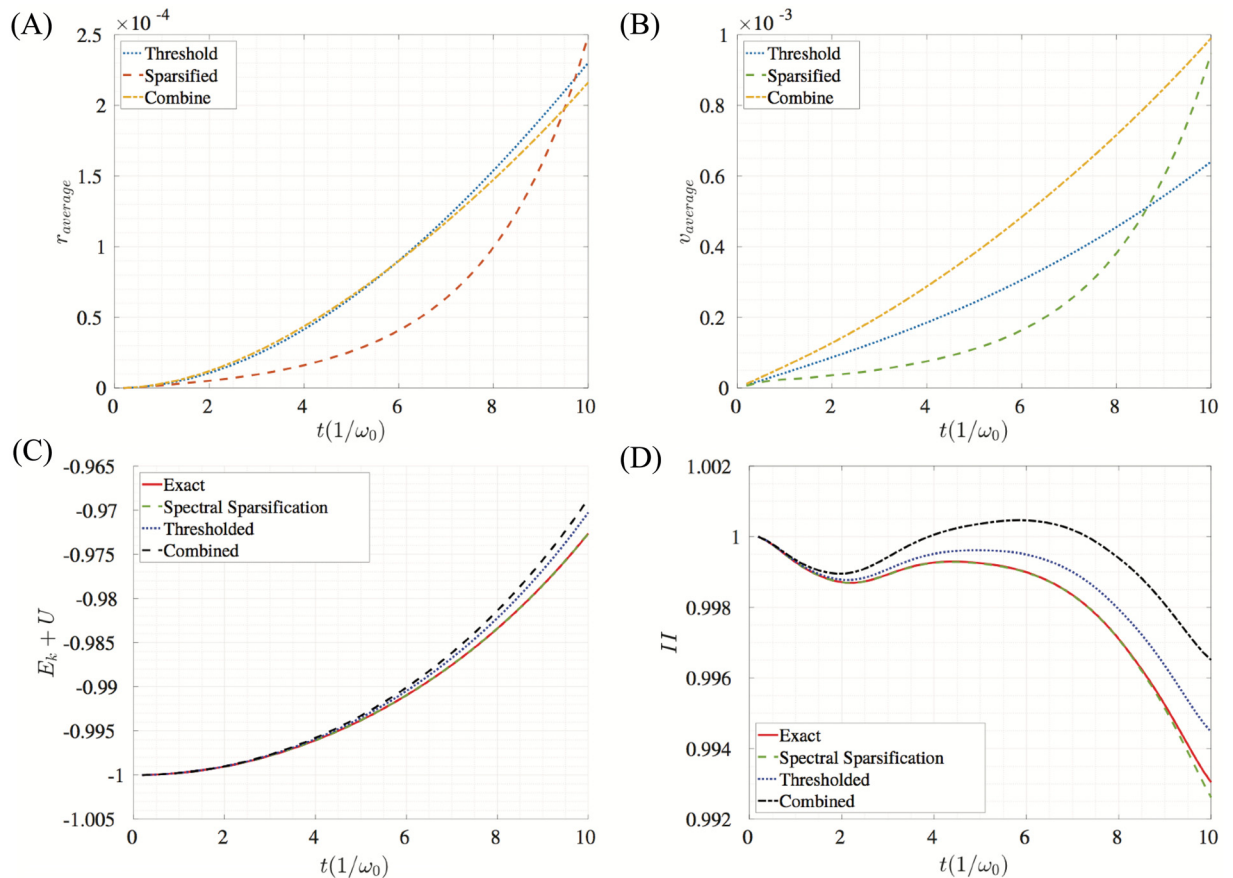 (A)
×10 -4
2.5
2
1.5
1
0.5
0
r average
Threshold
Sparsified
Combine
0 2 4 6 8 10
t(1/ω0)
(B)
×10 -3
1
0.8
0.6
0.4
0.2
0
v average
Threshold
Sparsified
Combine
0 2 4 6 8 10
t(1/ω0)
(C)
-0.965
-0.97
-0.975
-0.98
-0.985
-0.99
-0.995
-1
-1.005
Ek + U
Exact
Spectral Sparsification
Thresholded
Combined
0 2 4 6 8 10
t(1/ω0)
(D)
1.002
1
0.998
0.996
0.994
0.992
II
Exact
Spectral Sparsification
Thresholded
Combined
0 2 4 6 8 10
t(1/ω0)